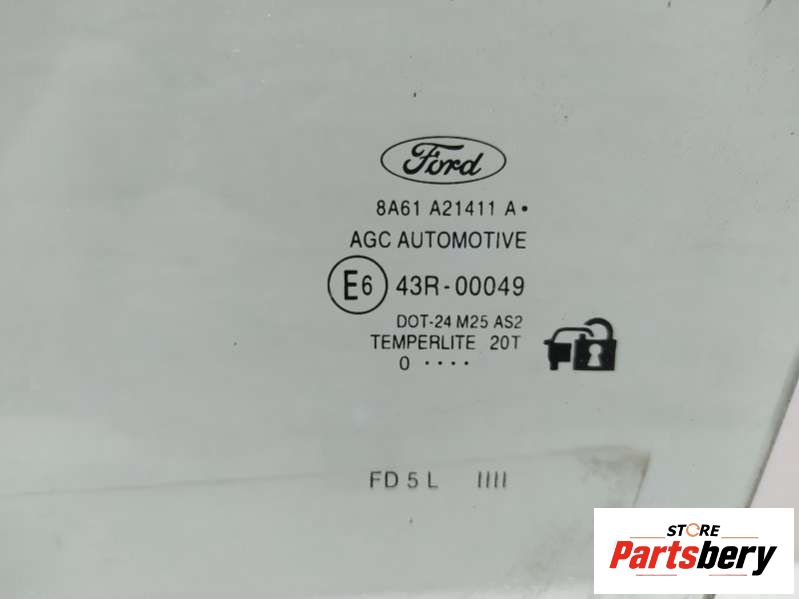 Ford
8A61 A21411 A•
AGC AUTOMOTIVE
E6 43R-00049
DOT-24 M25 AS2
TEMPERLITE 20T
0 ....
FD 5 L IIIII
STORE
Partsbery